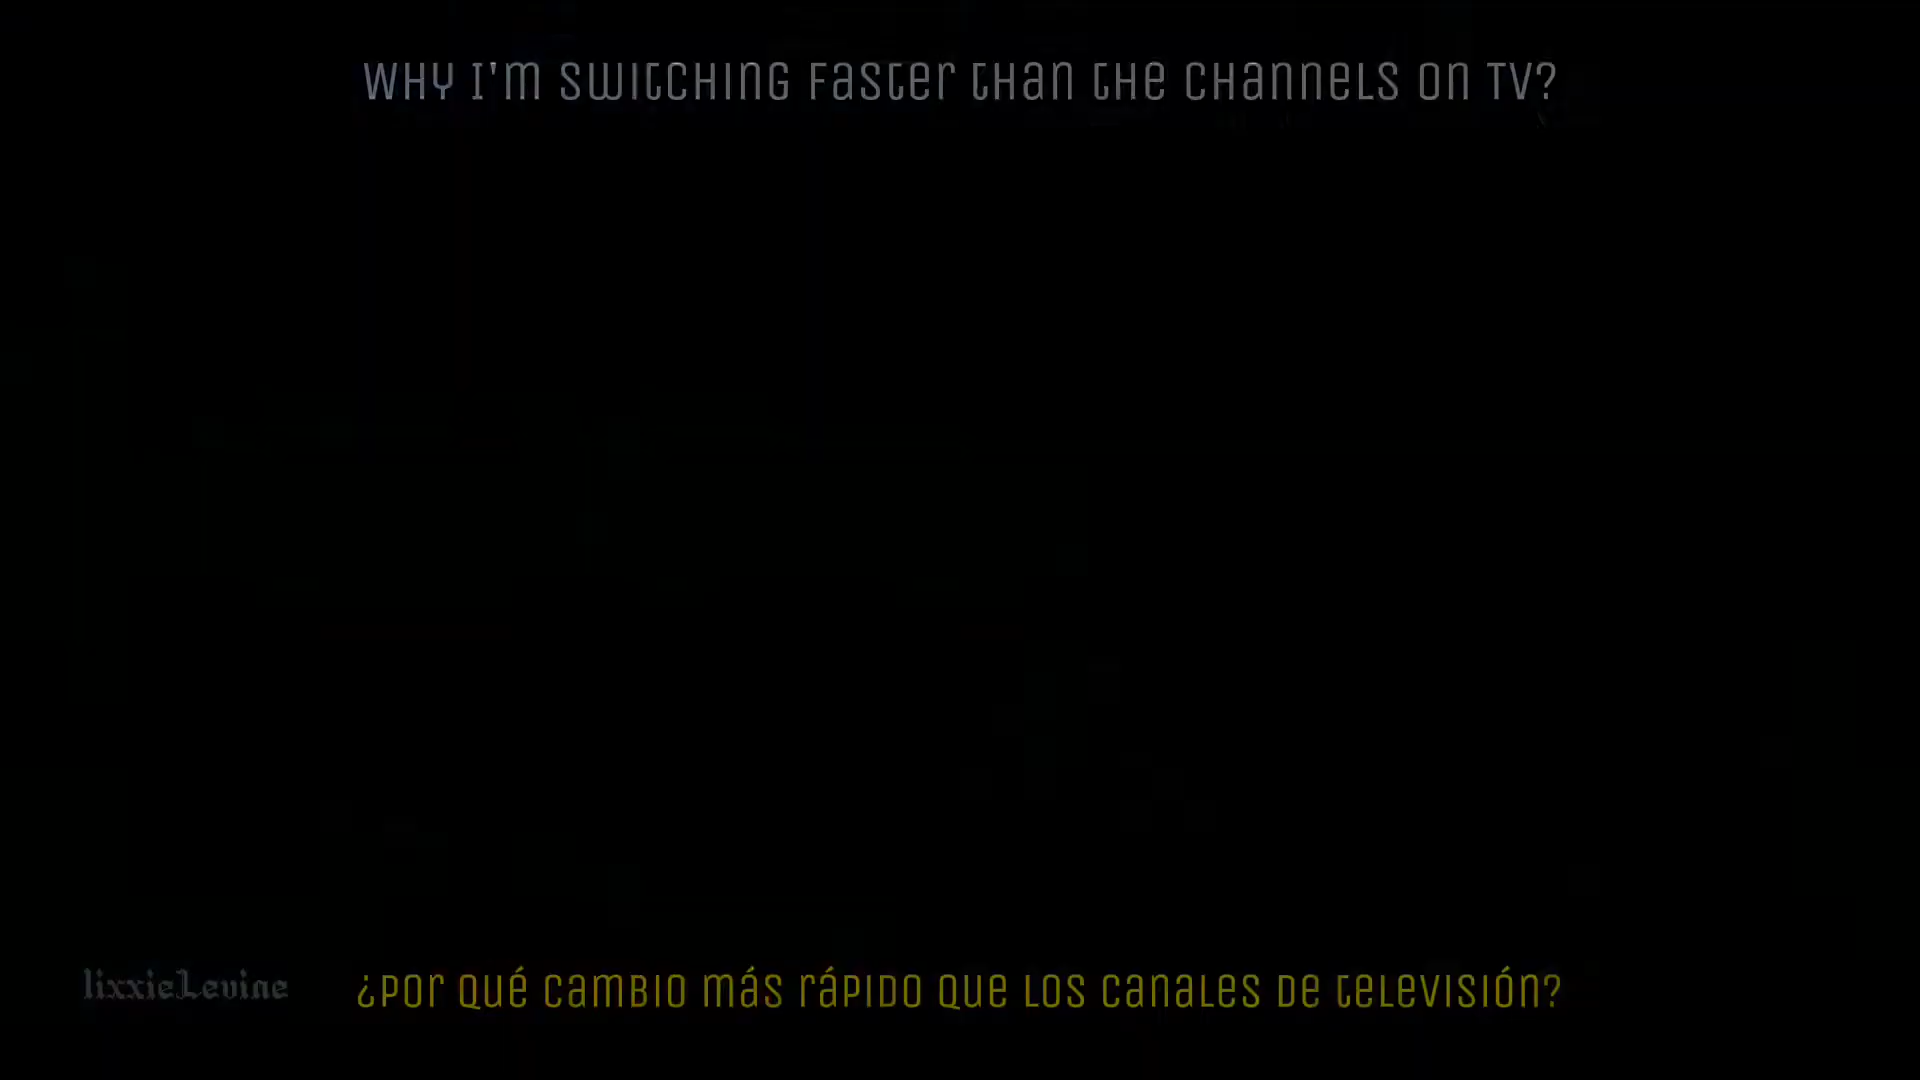 WHY I'm switching faster than the channels on TV?
lixxieLevine
¿Por qué cambio más rápido que los canales de televisión?